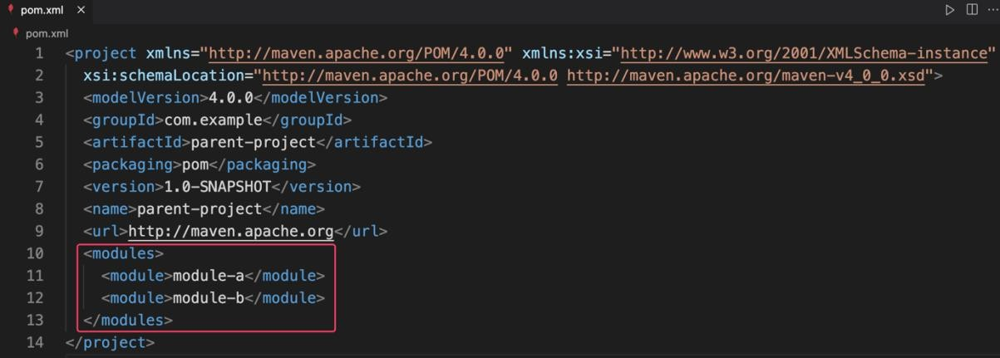 pom.xml ×
pom.xml
1 <project xmlns="http://maven.apache.org/POM/4.0.0" xmlns:xsi="http://www.w3.org/2001/XMLSchema-instance"
2 xsi:schemaLocation="http://maven.apache.org/POM/4.0.0 http://maven.apache.org/maven-v4_0_0.xsd">
3 <modelVersion>4.0.0</modelVersion>
4 <groupId>com.example</groupId>
5 <artifactId>parent-project</artifactId>
6 <packaging>pom</packaging>
7 <version>1.0-SNAPSHOT</version>
8 <name>parent-project</name>
9 <url>http://maven.apache.org</url>
10 <modules>
11 <module>module-a</module>
12 <module>module-b</module>
13 </modules>
14 </project>